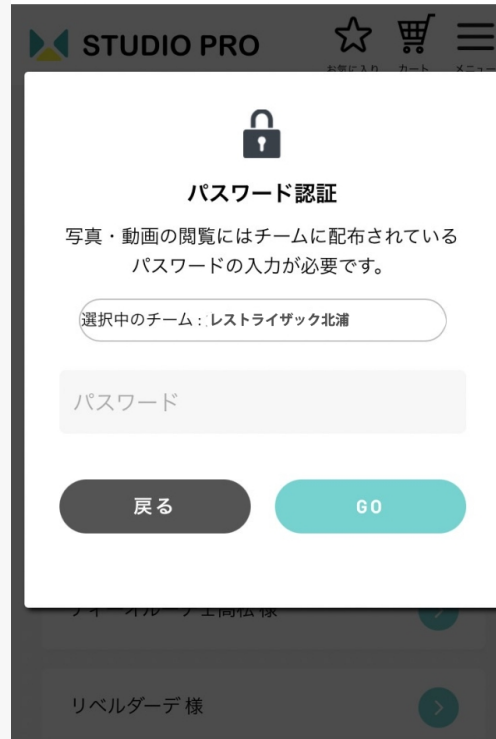 STUDIO PRO
お気に入り カート メニュー
パスワード認証
写真・動画の閲覧にはチームに配布されている
パスワードの入力が必要です。
選択中のチーム : レストライザック北浦
パスワード
戻る
GO
リベルダーデ 様